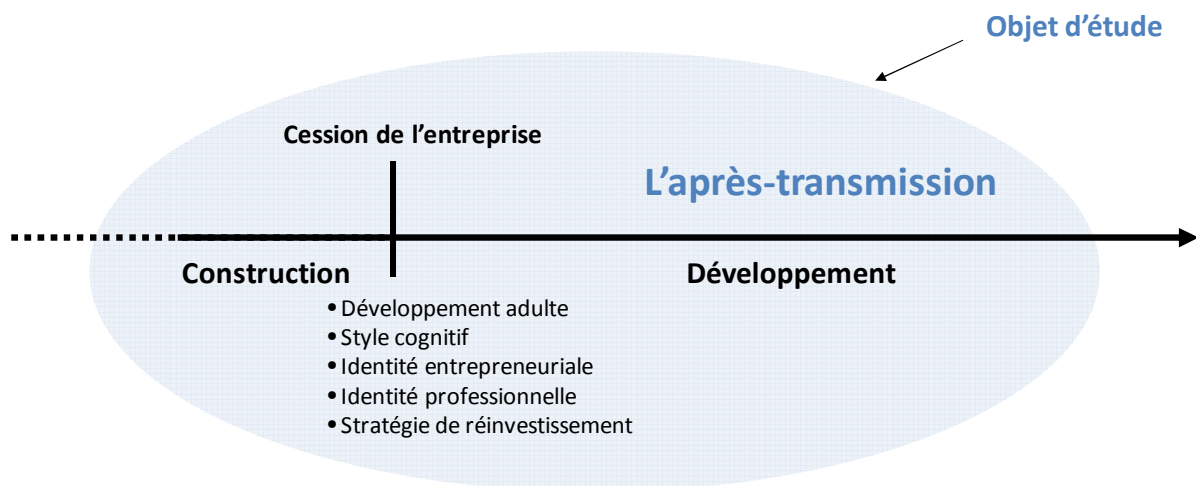 Objet d’étude
Cession de l’entreprise
L’après-transmission
Construction
Développement
• Développement adulte
• Style cognitif
• Identité entrepreneuriale
• Identité professionnelle
• Stratégie de réinvestissement